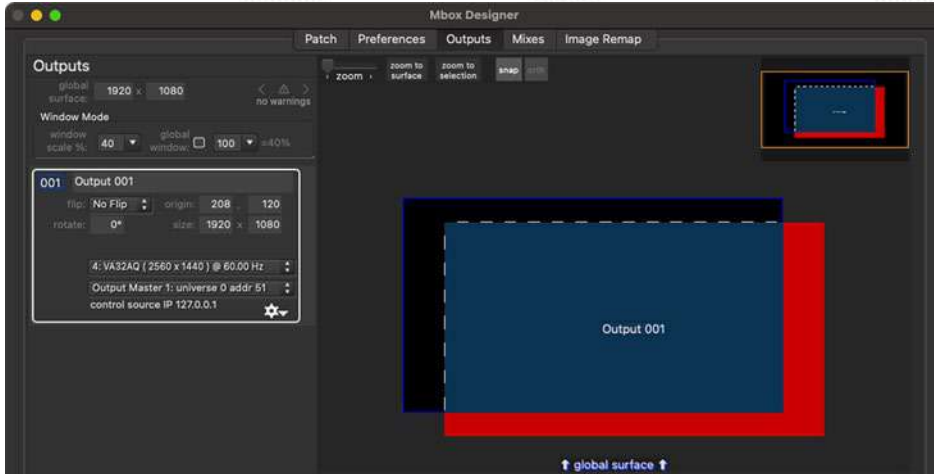 Mbox Designer
Patch Preferences Outputs Mixes Image Remap
Outputs
global surface: 1920 x 1080
no warnings
Window Mode
window scale %: 40 global window: 100 =40%
zoom
zoom to surface
zoom to selection
snap orth
001 Output 001
flip: No Flip origin: 208 , 120
rotate: 0° size: 1920 x 1080
4: VA32AQ ( 2560 x 1440 ) @ 60.00 Hz
Output Master 1: universe 0 addr 51
control source IP 127.0.0.1
Output 001
⬆ global surface ⬆